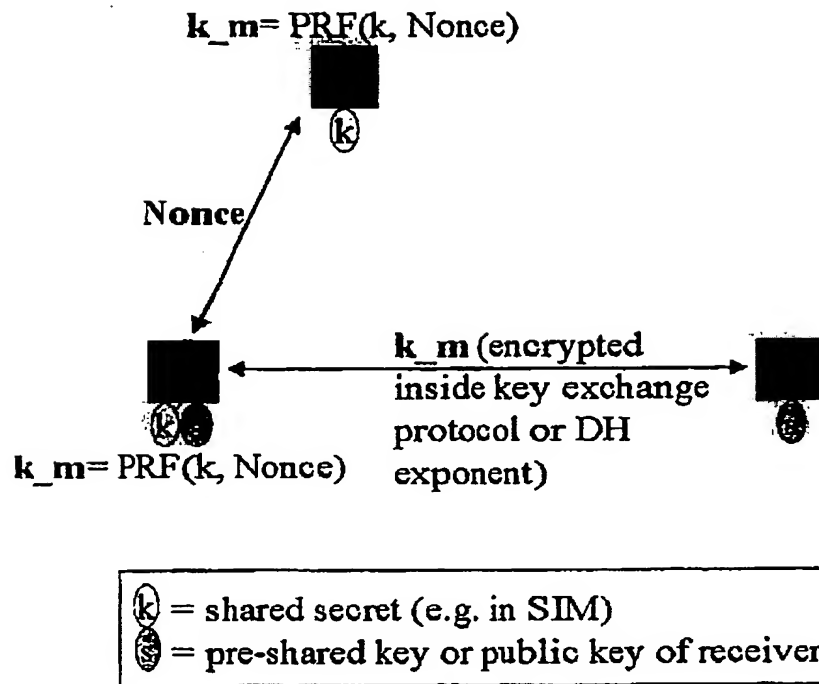 k_m= PRF(k, Nonce)
k
Nonce
k_m (encrypted
inside key exchange
protocol or DH
exponent)
k s
s
k_m= PRF(k, Nonce)
k = shared secret (e.g. in SIM)
s = pre-shared key or public key of receiver